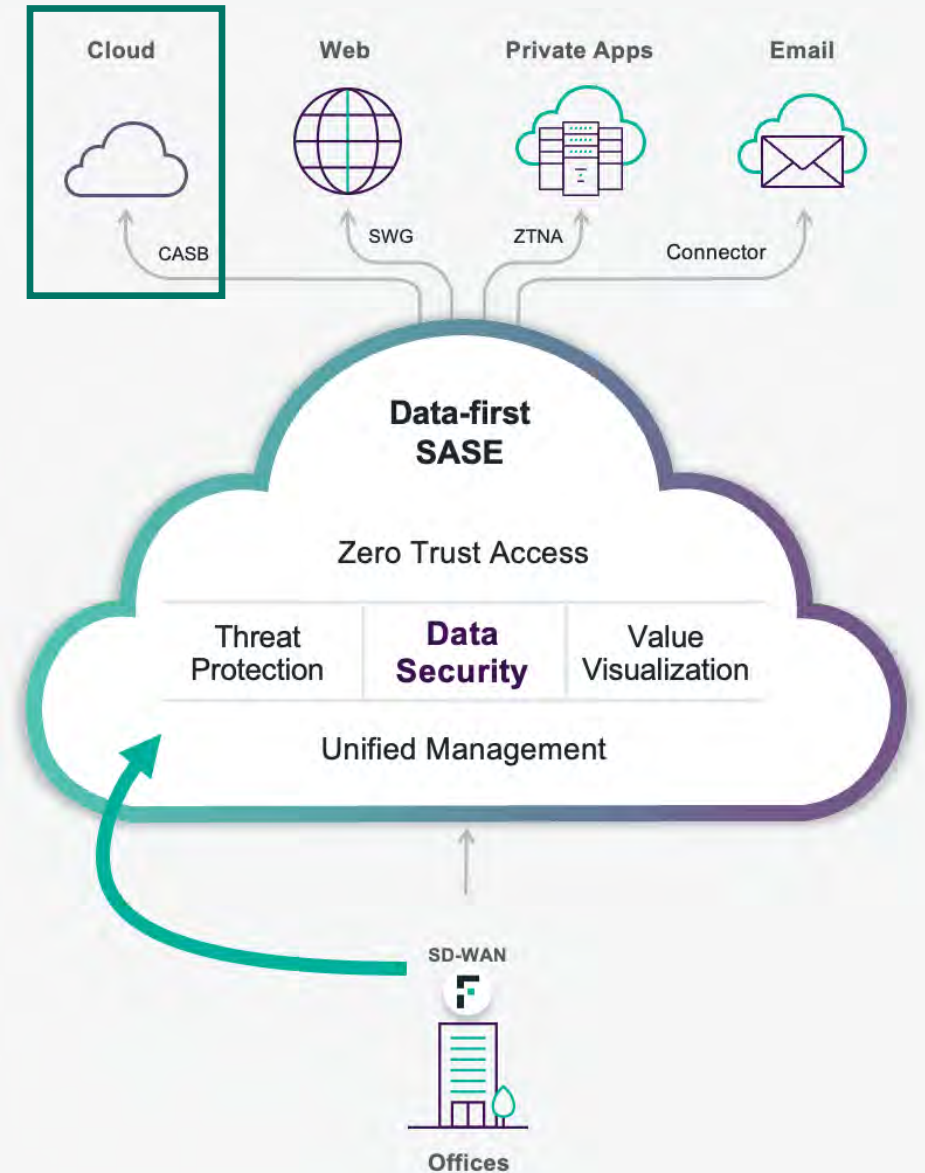 Cloud
Web
Private Apps
Email
CASB
SWG
ZTNA
Connector
Data-first
SASE
Zero Trust Access
Threat
Protection
Data
Security
Value
Visualization
Unified Management
SD-WAN
Offices